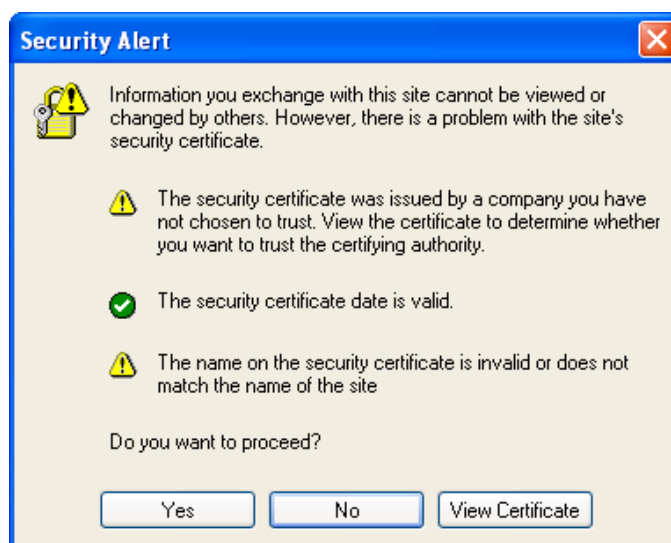 Security Alert
Information you exchange with this site cannot be viewed or
changed by others. However, there is a problem with the site's
security certificate.
The security certificate was issued by a company you have
not chosen to trust. View the certificate to determine whether
you want to trust the certifying authority.
The security certificate date is valid.
The name on the security certificate is invalid or does not
match the name of the site
Do you want to proceed?
Yes No View Certificate